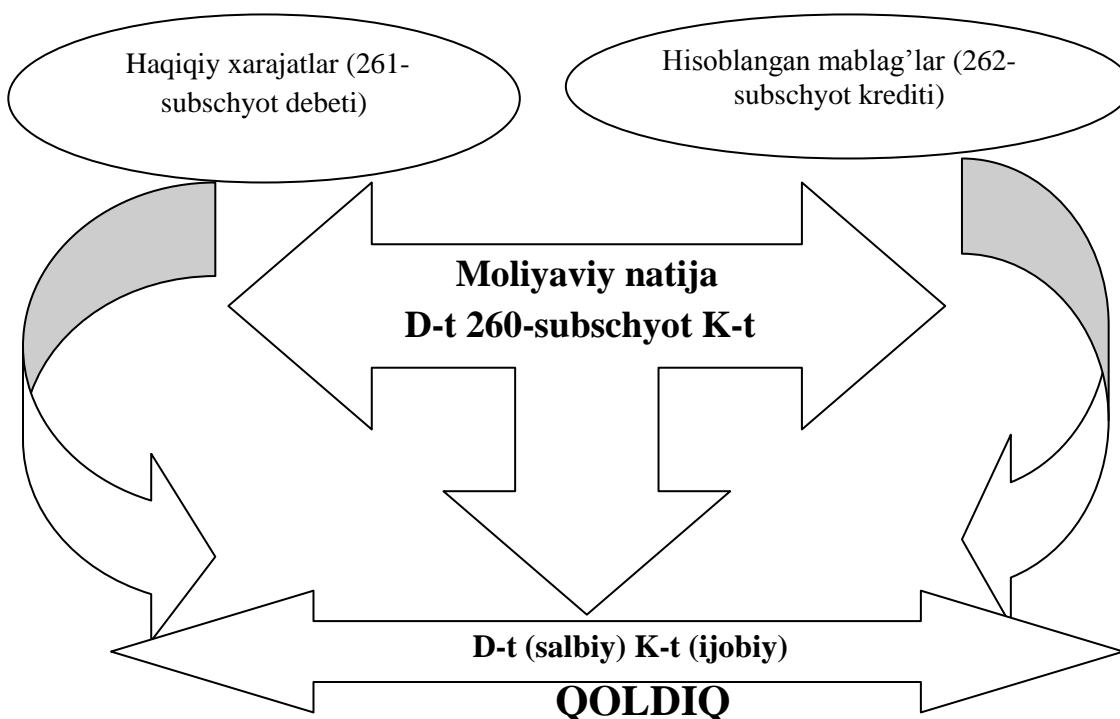 Haqiqiy xarajatlar (261-
subschyot debeti)
Hisoblangan mablag’lar (262-
subschyot krediti)
Moliyaviy natija
D-t 260-subschyot K-t
D-t (salbiy) K-t (ijobiy)
QOLDIQ